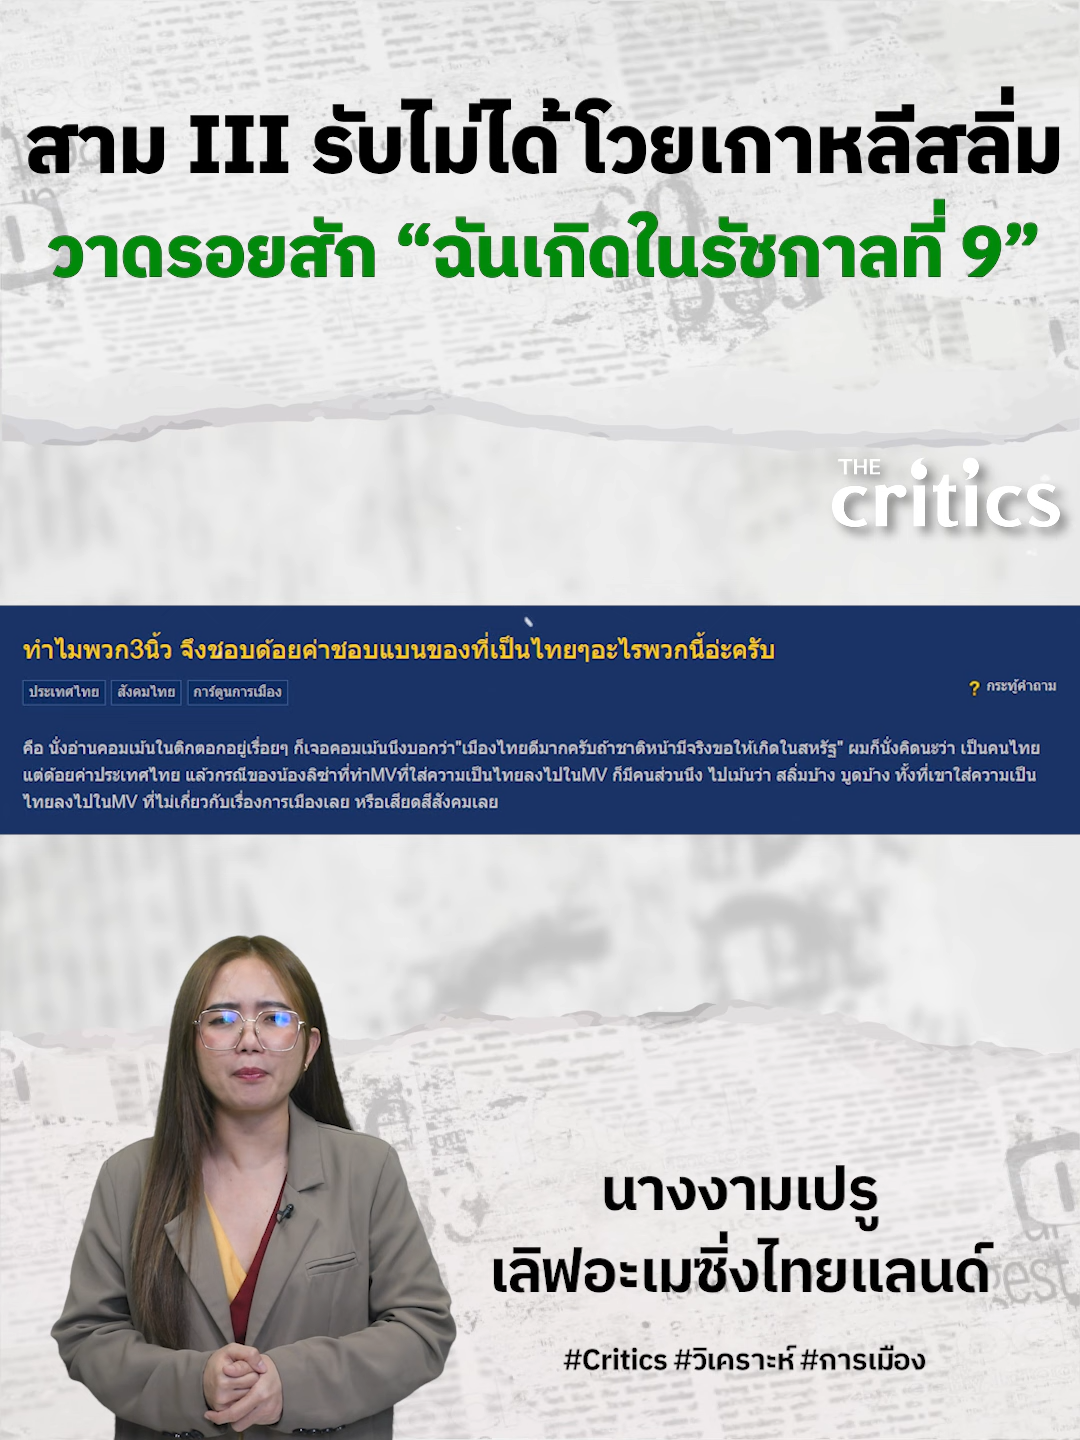 สาม III รับไม่ได้ โวยเกาหลีสลิ่ม
วาดรอยสัก “ฉันเกิดในรัชกาลที่ 9”
THE
critics
ทำไมพวก3นิ้ว จึงชอบด้อยค่าชอบแบนของที่เป็นไทยๆอะไรพวกนี้อ่ะครับ
ประเทศไทย สังคมไทย การ์ตูนการเมือง
? กระทู้คำถาม
คือ นั่งอ่านคอมเม้นในติกตอกอยู่เรื่อยๆ ก็เจอคอมเม้นนึงบอกว่า"เมืองไทยดีมากครับถ้าชาติหน้ามีจริงขอให้เกิดในสหรัฐ" ผมก็นั่งคิดนะว่า เป็นคนไทย
แต่ด้อยค่าประเทศไทย แล้วกรณีของน้องลิซ่าที่ทำMVที่ใส่ความเป็นไทยลงไปในMV ก็มีคนส่วนนึง ไปเม้นว่า สลิ่มบ้าง บูดบ้าง ทั้งที่เขาใส่ความเป็น
ไทยลงไปในMV ที่ไม่เกี่ยวกับเรื่องการเมืองเลย หรือเสียดสีสังคมเลย
นางงามเปรู
เลิฟอะเมซิ่งไทยแลนด์
#Critics #วิเคราะห์ #การเมือง